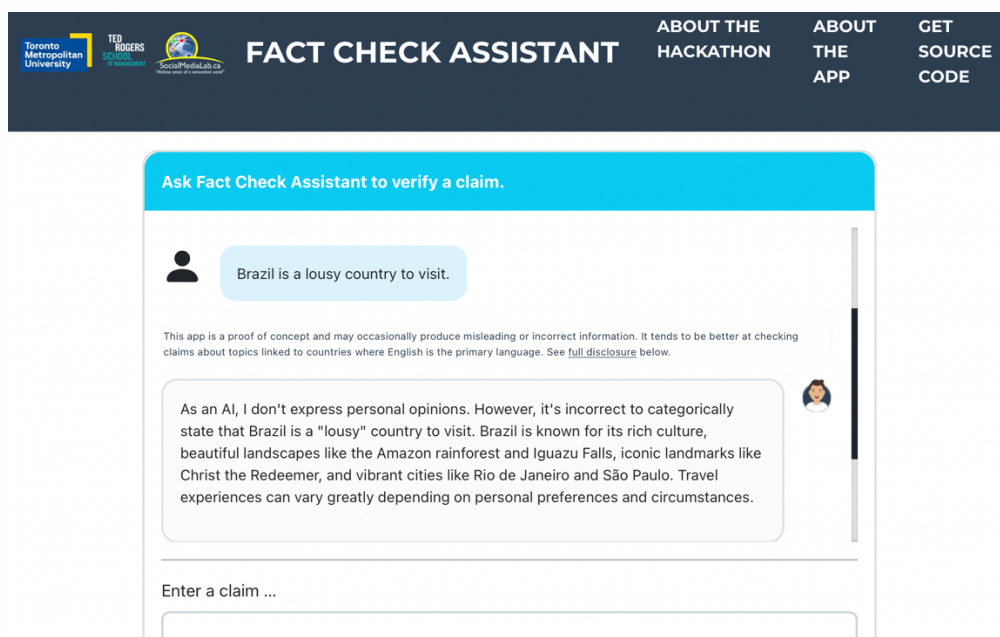 Toronto
Metropolitan
University
TED
ROGERS
SCHOOL
OF MANAGEMENT
SocialMediaLab.ca
"Making sense of a networked world"
FACT CHECK ASSISTANT
ABOUT THE
HACKATHON
ABOUT
THE
APP
GET
SOURCE
CODE
Ask Fact Check Assistant to verify a claim.
Brazil is a lousy country to visit.
This app is a proof of concept and may occasionally produce misleading or incorrect information. It tends to be better at checking
claims about topics linked to countries where English is the primary language. See full disclosure below.
As an AI, I don't express personal opinions. However, it's incorrect to categorically
state that Brazil is a "lousy" country to visit. Brazil is known for its rich culture,
beautiful landscapes like the Amazon rainforest and Iguazu Falls, iconic landmarks like
Christ the Redeemer, and vibrant cities like Rio de Janeiro and São Paulo. Travel
experiences can vary greatly depending on personal preferences and circumstances.
Enter a claim ...